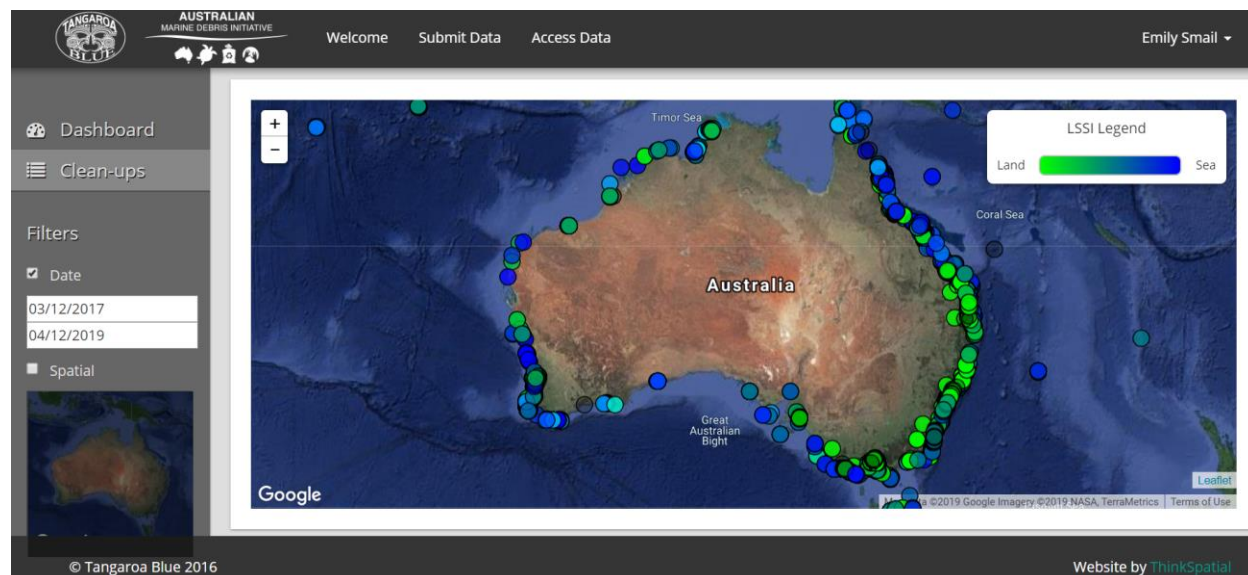 TANGAROA
BLUE
AUSTRALIAN
MARINE DEBRIS INITIATIVE
Welcome
Submit Data
Access Data
Emily Smail
Dashboard
Clean-ups
Filters
Date
03/12/2017
04/12/2019
Spatial
+
−
Timor Sea
LSSI Legend
Land
Sea
Coral Sea
Australia
Great
Australian
Bight
Google
Leaflet
©2019 Google Imagery ©2019 NASA, TerraMetrics
Terms of Use
© Tangaroa Blue 2016
Website by ThinkSpatial